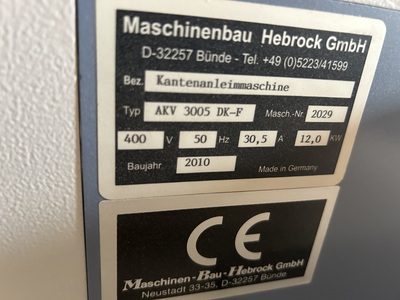 Maschinenbau Hebrock GmbH
D-32257 Bünde - Tel. +49 (0)5223/41599
Bez. Kantenanleimmaschine
Typ AKV 3005 DK-F Masch.-Nr. 2029
400 V 50 Hz 30,5 A 12,0 KW
Baujahr 2010 Made in Germany
CE
Maschinen-Bau-Hebrock GmbH
Neustadt 33-35, D-32257 Bünde